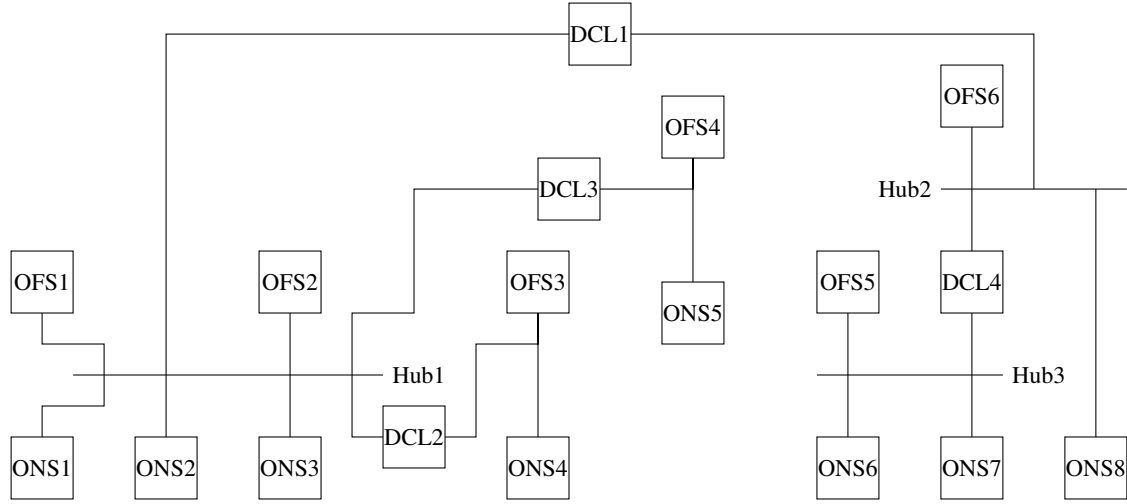 DCL1
OFS6
OFS4
DCL3
Hub2
OFS1
OFS2
OFS3
OFS5
DCL4
ONS5
Hub1
Hub3
DCL2
ONS1
ONS2
ONS3
ONS4
ONS6
ONS7
ONS8